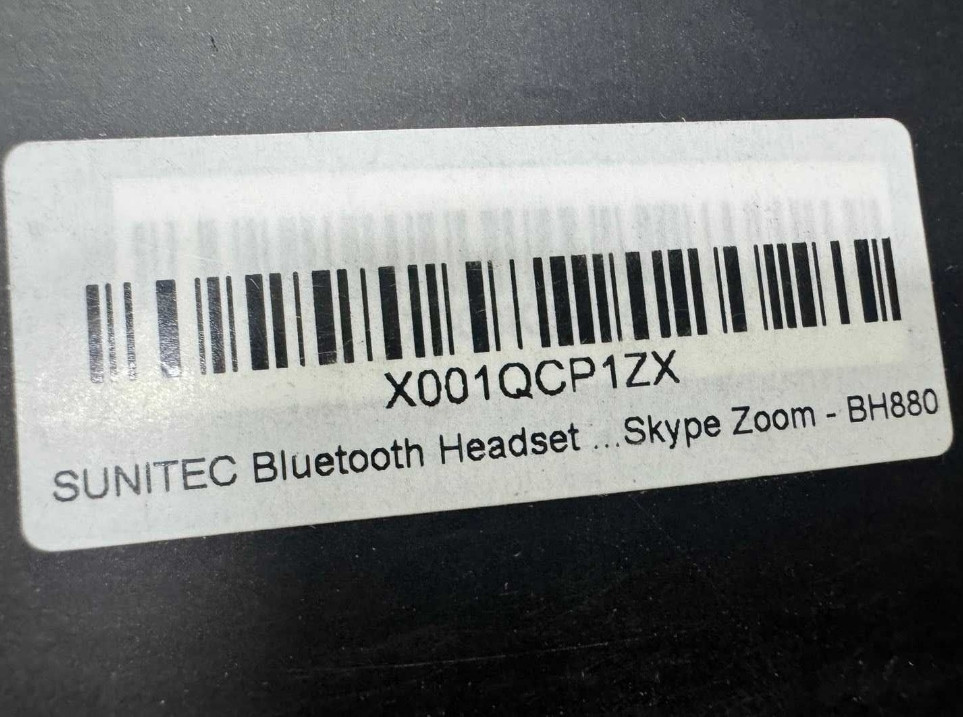 X001QCP1ZX
SUNITEC Bluetooth Headset ...Skype Zoom - BH880